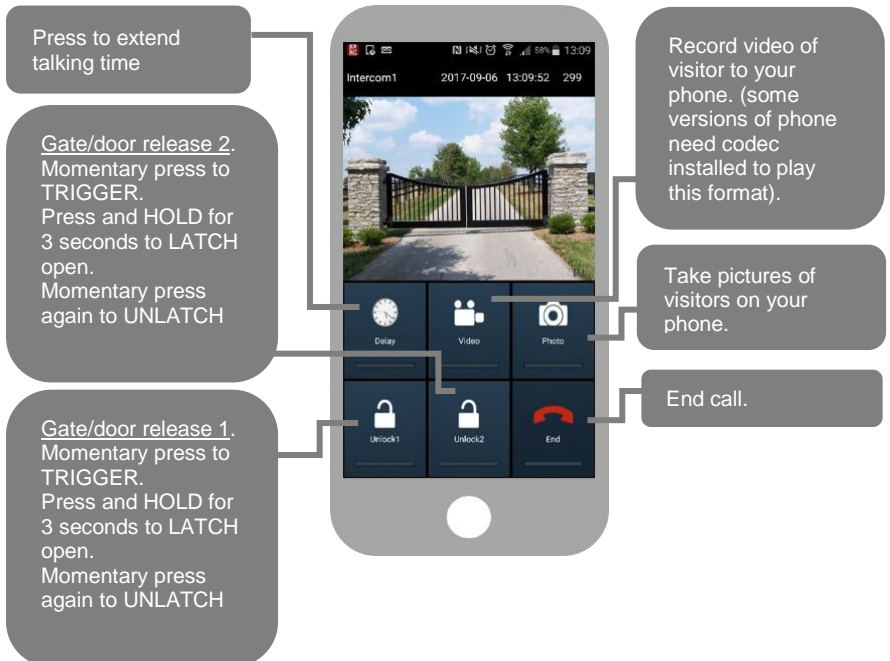 Press to extend
talking time
Gate/door release 2.
Momentary press to
TRIGGER.
Press and HOLD for
3 seconds to LATCH
open.
Momentary press
again to UNLATCH
Gate/door release 1.
Momentary press to
TRIGGER.
Press and HOLD for
3 seconds to LATCH
open.
Momentary press
again to UNLATCH
58% 13:09
Intercom1 2017-09-06 13:09:52 299
Delay Video Photo
Unlock1 Unlock2 End
Record video of
visitor to your
phone. (some
versions of phone
need codec
installed to play
this format).
Take pictures of
visitors on your
phone.
End call.